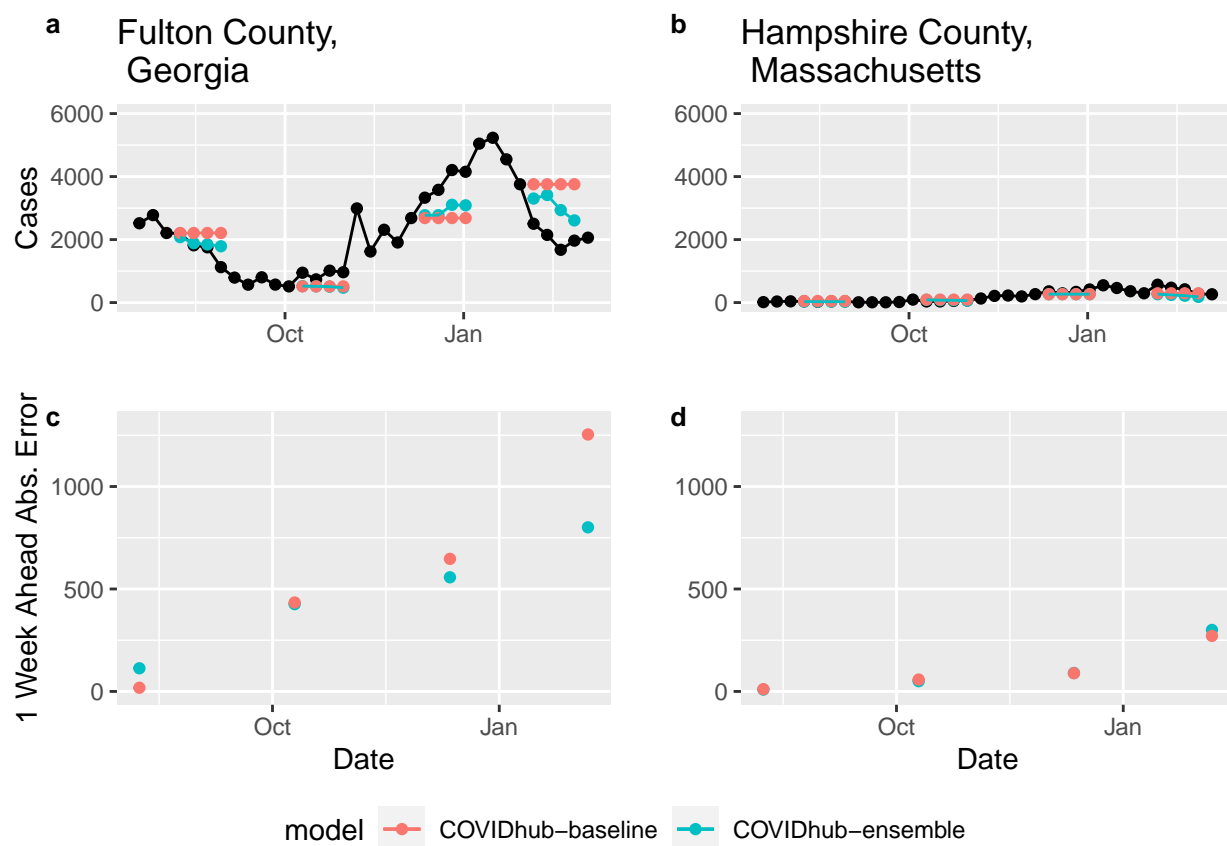 a
Fulton County,
Georgia
b
Hampshire County,
Massachusetts
Cases
6000
4000
2000
0
Oct
Jan
6000
4000
2000
0
Oct
Jan
c
d
1 Week Ahead Abs. Error
1000
500
0
Oct
Jan
Date
1000
500
0
Oct
Jan
Date
model
COVIDhub−baseline
COVIDhub−ensemble